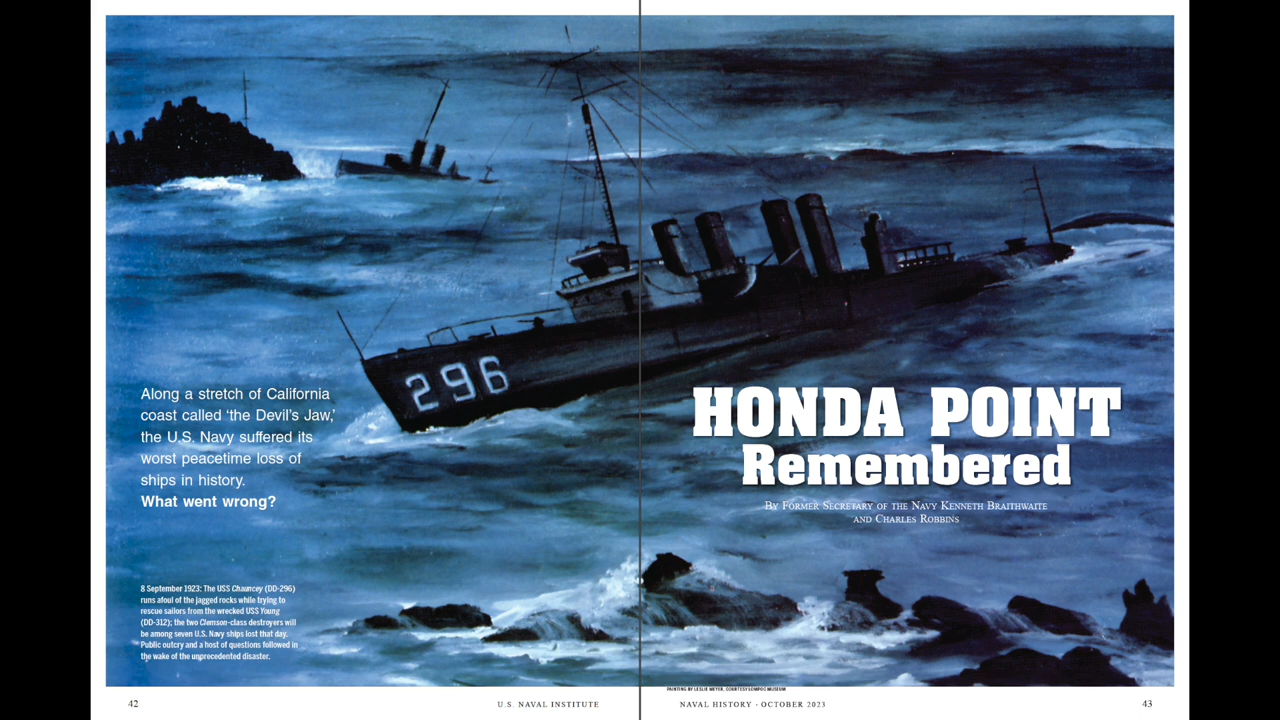 296
Along a stretch of California
coast called ‘the Devil’s Jaw,’
the U.S. Navy suffered its
worst peacetime loss of
ships in history.
What went wrong?
HONDA POINT
Remembered
By Former Secretary of the Navy Kenneth Braithwaite
and Charles Robbins
8 September 1923: The USS Chauncey (DD-296)
runs afoul of the jagged rocks while trying to
rescue sailors from the wrecked USS Young
(DD-312); the two Clemson-class destroyers will
be among seven U.S. Navy ships lost that day.
Public outcry and a host of questions followed in
the wake of the unprecedented disaster.
PAINTING BY LESLIE MEYER, COURTESY LOMPOC MUSEUM
42
U.S. NAVAL INSTITUTE
NAVAL HISTORY · OCTOBER 2023
43